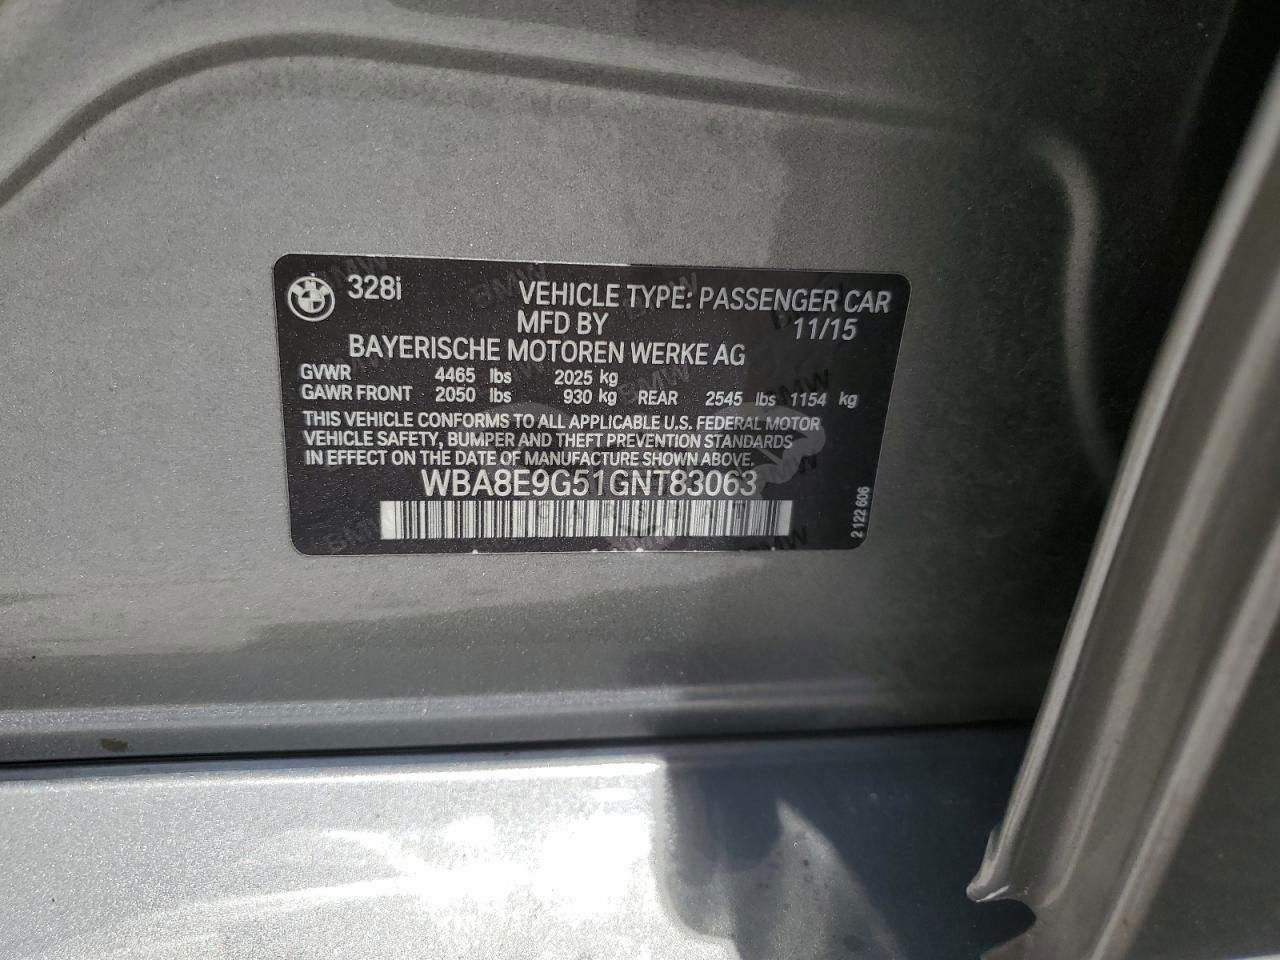 328i VEHICLE TYPE: PASSENGER CAR
MFD BY 11/15
BAYERISCHE MOTOREN WERKE AG
GVWR 4465 lbs 2025 kg
GAWR FRONT 2050 lbs 930 kg REAR 2545 lbs 1154 kg
THIS VEHICLE CONFORMS TO ALL APPLICABLE U.S. FEDERAL MOTOR
VEHICLE SAFETY, BUMPER AND THEFT PREVENTION STANDARDS
IN EFFECT ON THE DATE OF MANUFACTURE SHOWN ABOVE.
WBA8E9G51GNT83063
2 122 606